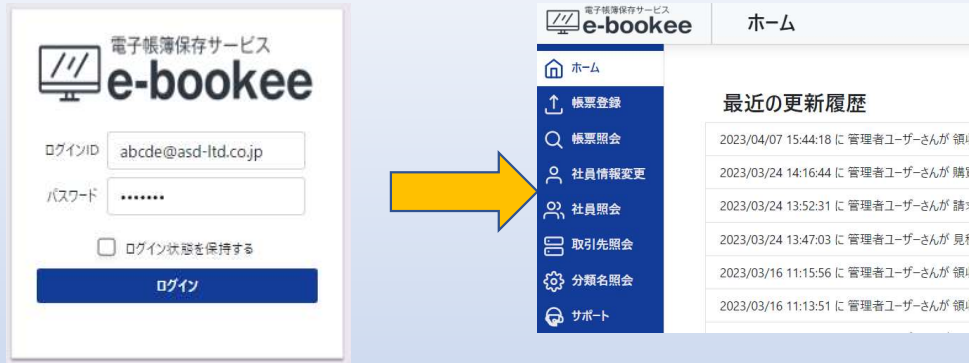 電子帳簿保存サービス
e-bookee
ログインID
abcde@asd-ltd.co.jp
パスワード
•••••••
ログイン状態を保持する
ログイン
電子帳簿保存サービス
e-bookee
ホーム
ホーム
帳票登録
帳票照会
社員情報変更
社員照会
取引先照会
分類名照会
サポート
最近の更新履歴
2023/04/07 15:44:18 に 管理者ユーザーさんが 領
2023/03/24 14:16:44 に 管理者ユーザーさんが 購
2023/03/24 13:52:31 に 管理者ユーザーさんが 請
2023/03/24 13:47:03 に 管理者ユーザーさんが 見
2023/03/16 11:15:56 に 管理者ユーザーさんが 領
2023/03/16 11:13:51 に 管理者ユーザーさんが 領